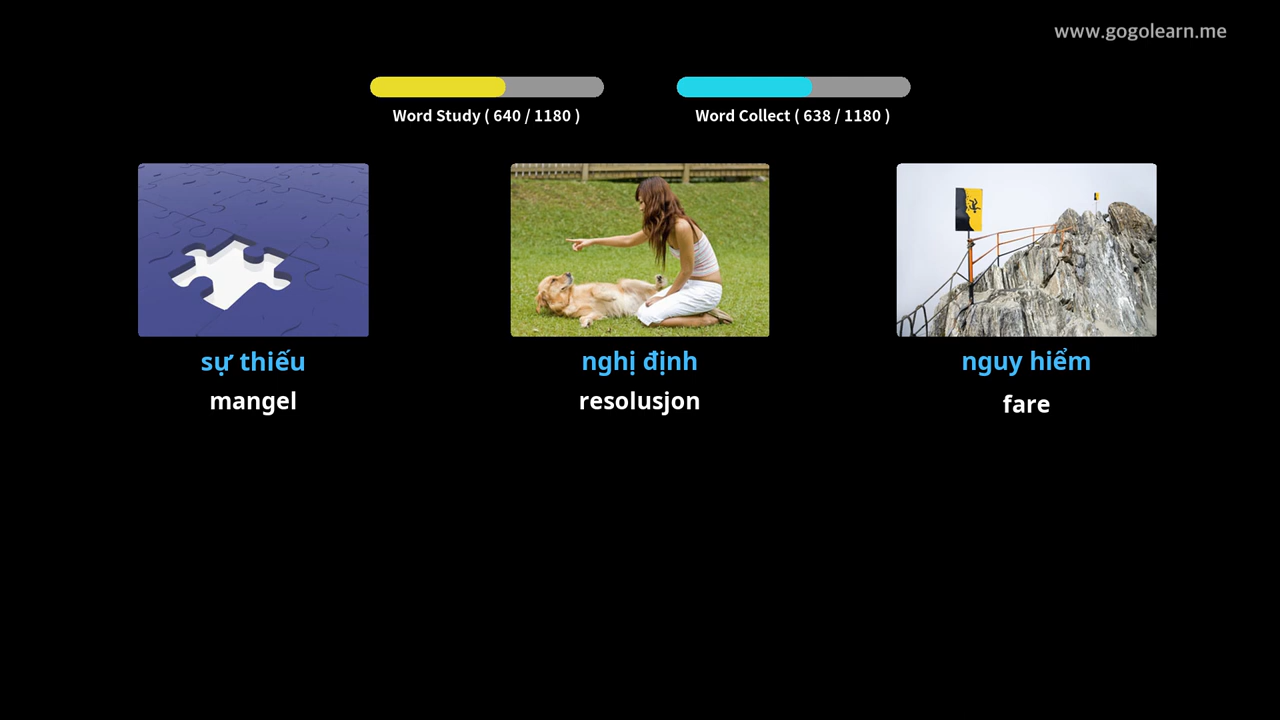 www.gogolearn.me
Word Study ( 640 / 1180 )
Word Collect ( 638 / 1180 )
sự thiếu
nghị định
nguy hiểm
mangel
resolusjon
fare